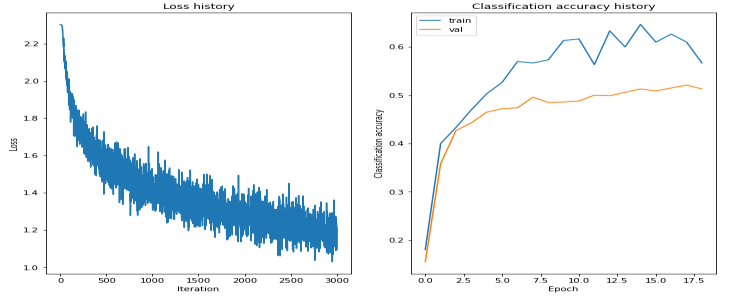 Loss history
2.2
2.0
1.8
1.6
1.4
1.2
1.0
Loss
0 500 1000 1500 2000 2500 3000
Iteration
Classification accuracy history
train
val
0.6
0.5
0.4
0.3
0.2
Classification accuracy
0.0 2.5 5.0 7.5 10.0 12.5 15.0 17.5
Epoch